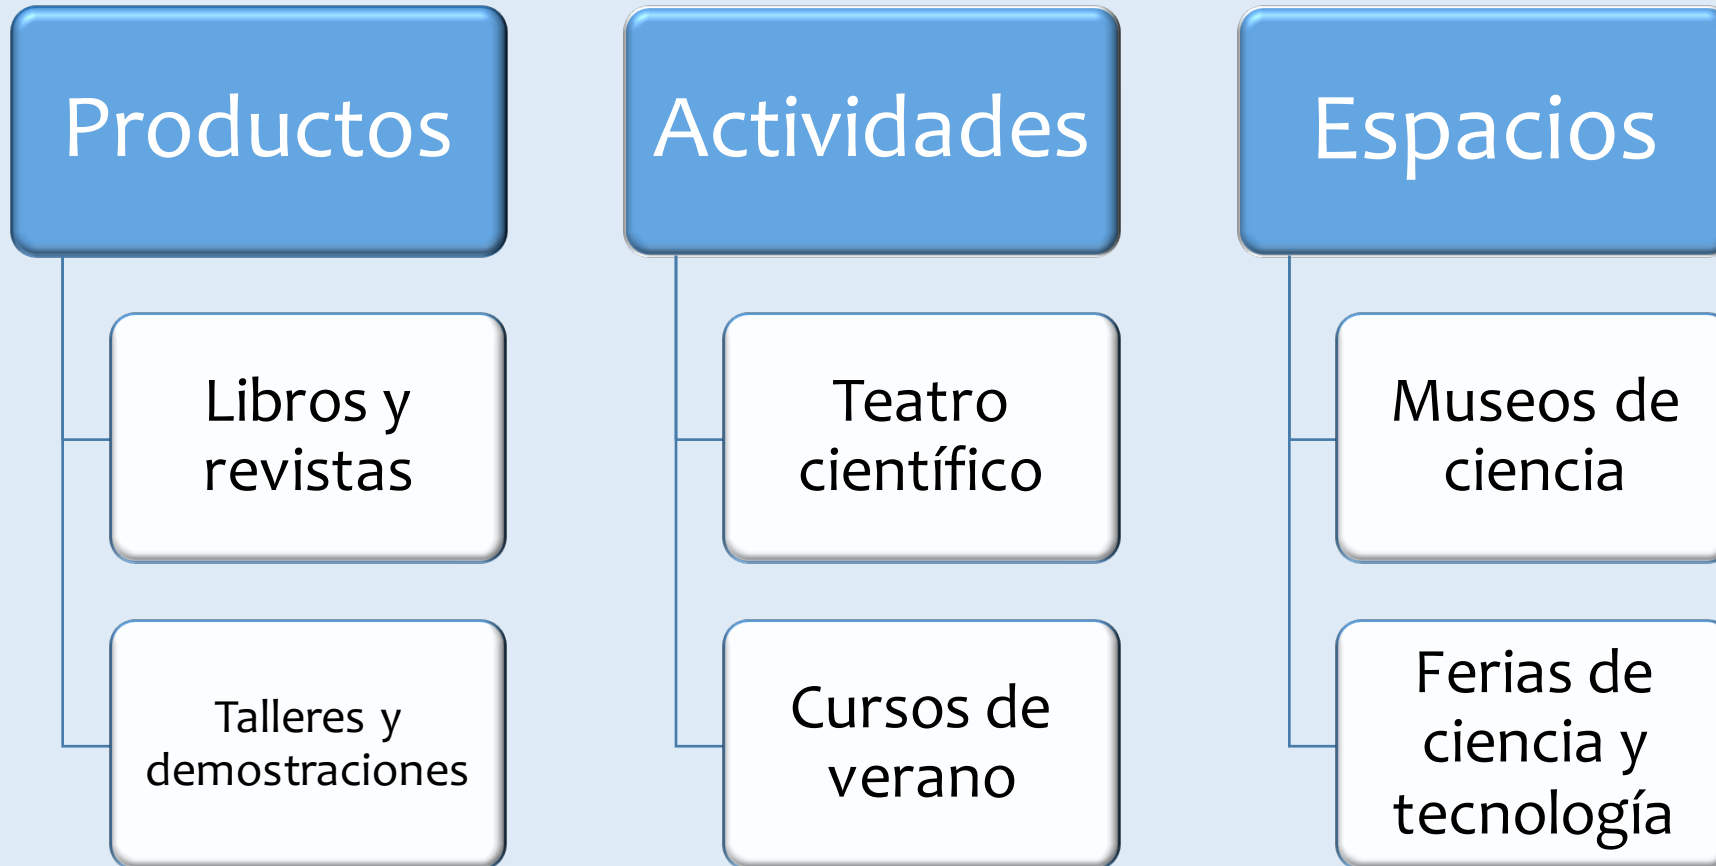 Productos
Libros y
revistas
Talleres y
demostraciones
Actividades
Teatro
científico
Cursos de
verano
Espacios
Museos de
ciencia
Ferias de
ciencia y
tecnología